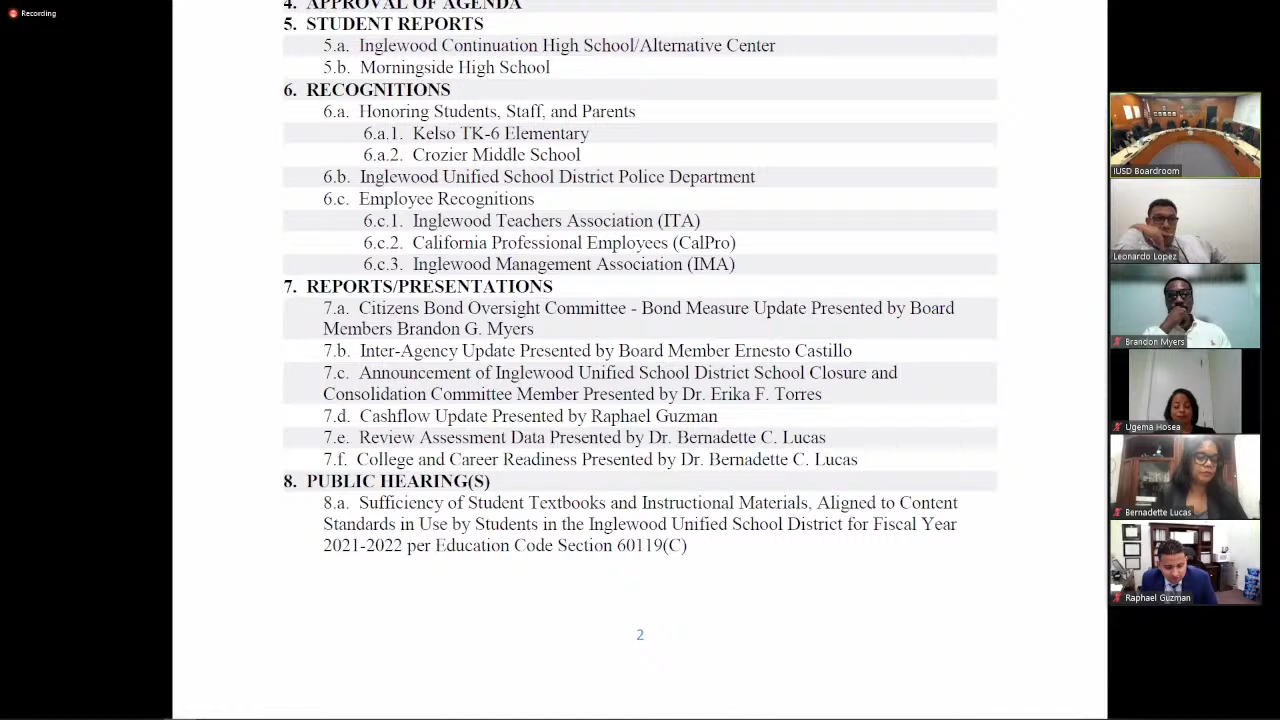 Recording
4. APPROVAL OF AGENDA
5. STUDENT REPORTS
5.a. Inglewood Continuation High School/Alternative Center
5.b. Morningside High School
6. RECOGNITIONS
6.a. Honoring Students, Staff, and Parents
6.a.1. Kelso TK-6 Elementary
6.a.2. Crozier Middle School
6.b. Inglewood Unified School District Police Department
6.c. Employee Recognitions
6.c.1. Inglewood Teachers Association (ITA)
6.c.2. California Professional Employees (CalPro)
6.c.3. Inglewood Management Association (IMA)
7. REPORTS/PRESENTATIONS
7.a. Citizens Bond Oversight Committee - Bond Measure Update Presented by Board
Members Brandon G. Myers
7.b. Inter-Agency Update Presented by Board Member Ernesto Castillo
7.c. Announcement of Inglewood Unified School District School Closure and
Consolidation Committee Member Presented by Dr. Erika F. Torres
7.d. Cashflow Update Presented by Raphael Guzman
7.e. Review Assessment Data Presented by Dr. Bernadette C. Lucas
7.f. College and Career Readiness Presented by Dr. Bernadette C. Lucas
8. PUBLIC HEARING(S)
8.a. Sufficiency of Student Textbooks and Instructional Materials, Aligned to Content
Standards in Use by Students in the Inglewood Unified School District for Fiscal Year
2021-2022 per Education Code Section 60119(C)
2
IUSD Boardroom
Leonardo Lopez
Brandon Myers
Ugema Hosea
Bernadette Lucas
Raphael Guzman